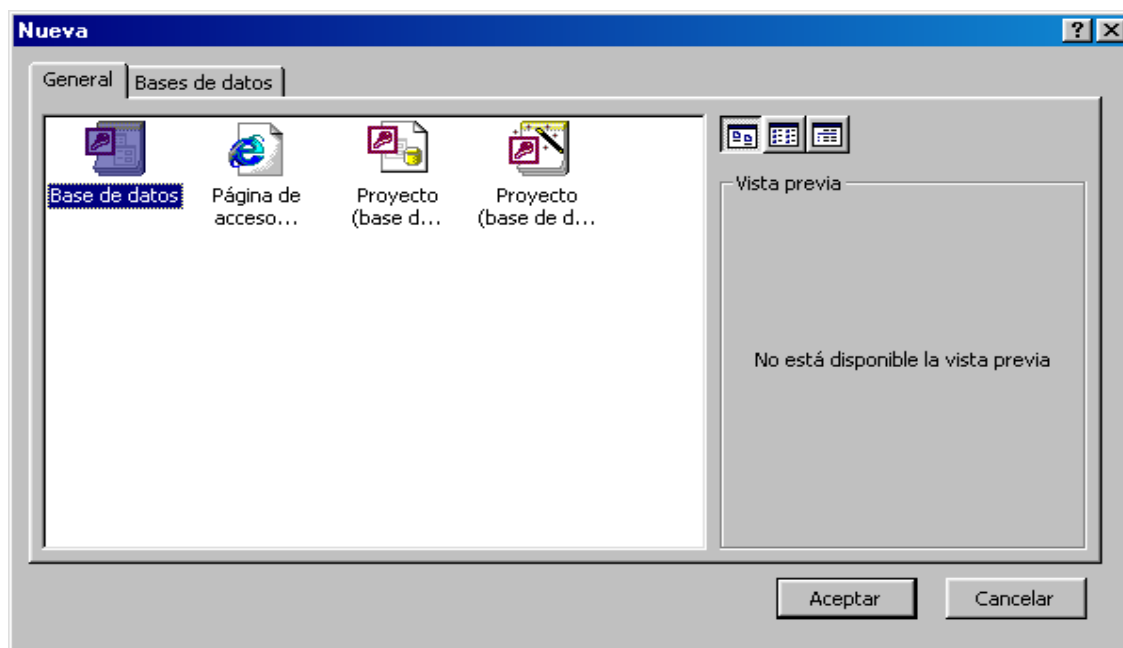 Nueva
General
Bases de datos
Base de datos
Página de
acceso...
Proyecto
(base d...
Proyecto
(base de d...
Vista previa
No está disponible la vista previa
Aceptar
Cancelar